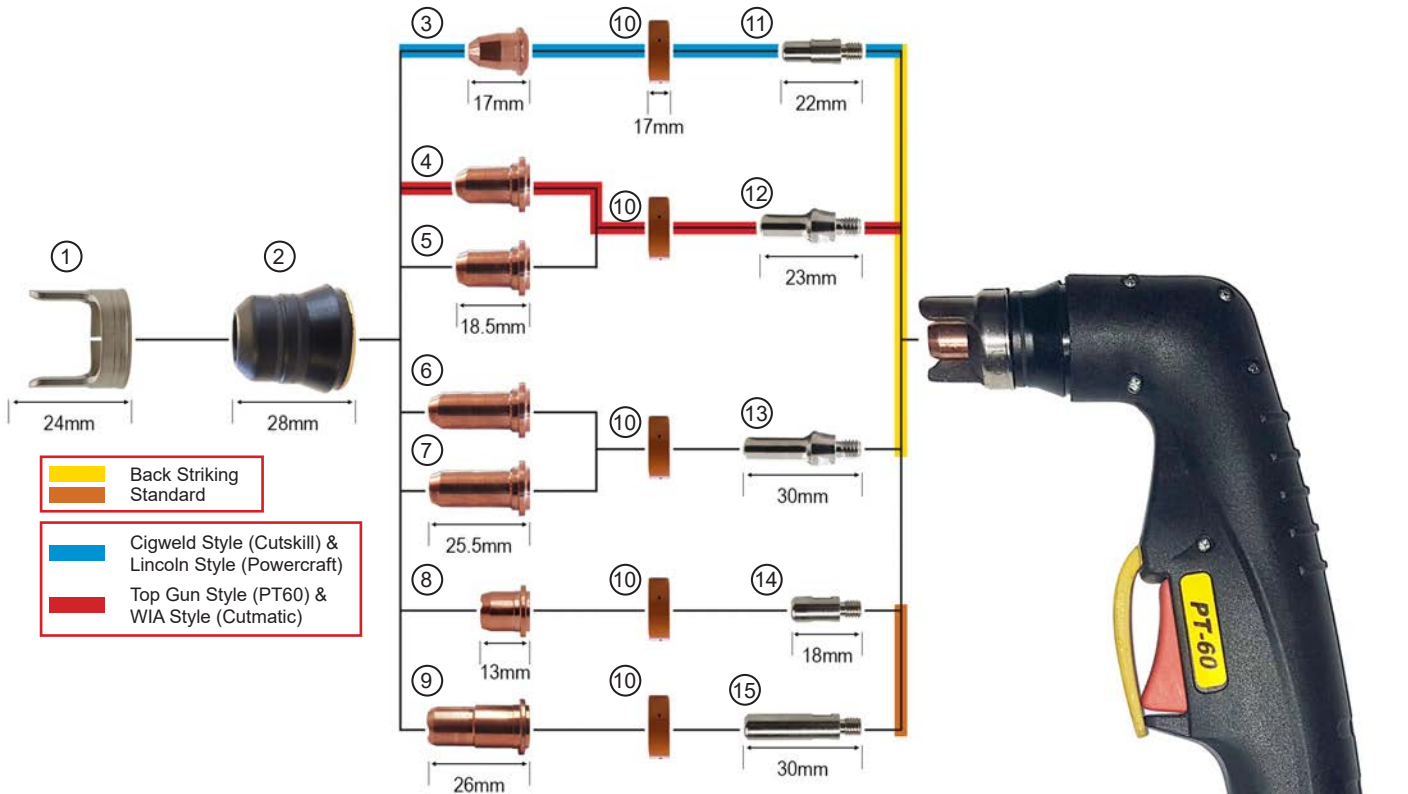 3
10
11
17mm
17mm
22mm
4
10
12
5
18.5mm
23mm
1
2
24mm
28mm
6
10
13
7
25.5mm
30mm
Back Striking
Standard
Cigweld Style (Cutskill) &
Lincoln Style (Powercraft)
Top Gun Style (PT60) &
WIA Style (Cutmatic)
8
10
14
13mm
18mm
9
10
15
26mm
30mm
PT-60